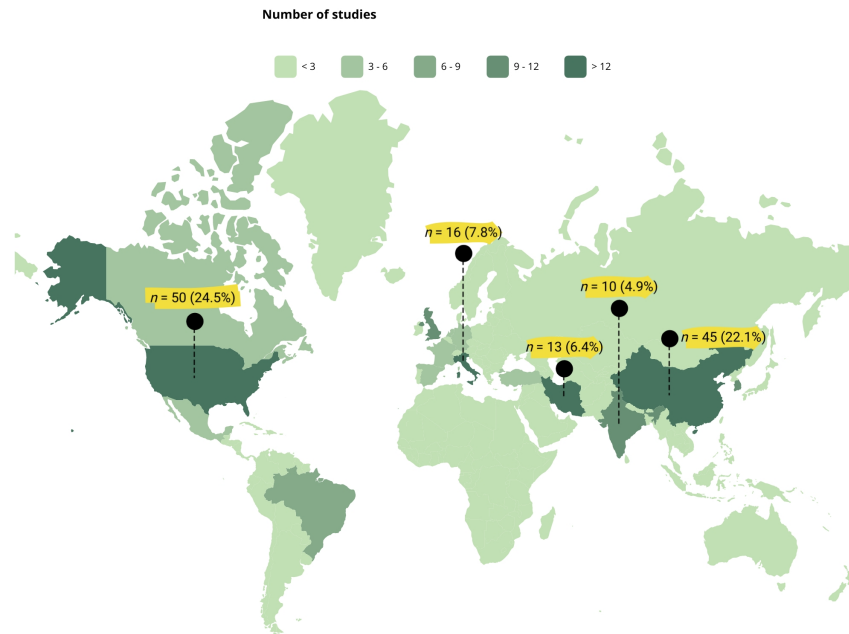 Number of studies
< 3 3 - 6 6 - 9 9 - 12 > 12
n = 16 (7.8%)
n = 10 (4.9%)
n = 50 (24.5%)
n = 45 (22.1%)
n = 13 (6.4%)